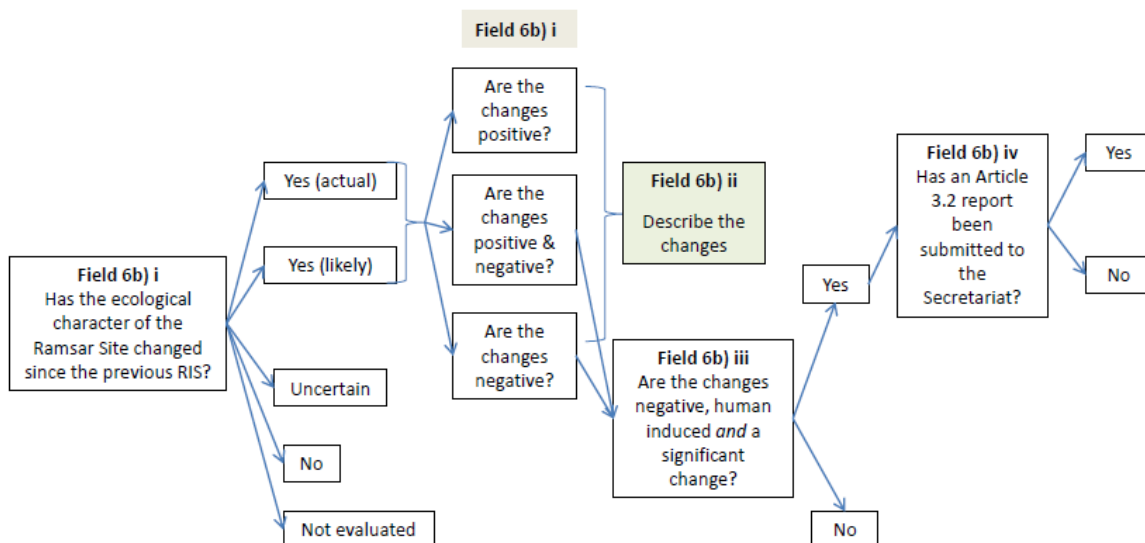 Field 6b) i
Has the ecological
character of the
Ramsar Site changed
since the previous RIS?
Yes (actual)
Yes (likely)
Uncertain
No
Not evaluated
Field 6b) i
Are the
changes
positive?
Are the
changes
positive &
negative?
Are the
changes
negative?
Field 6b) ii
Describe the
changes
Field 6b) iii
Are the changes
negative, human
induced and a
significant
change?
Yes
No
Field 6b) iv
Has an Article
3.2 report
been
submitted to
the
Secretariat?
Yes
No